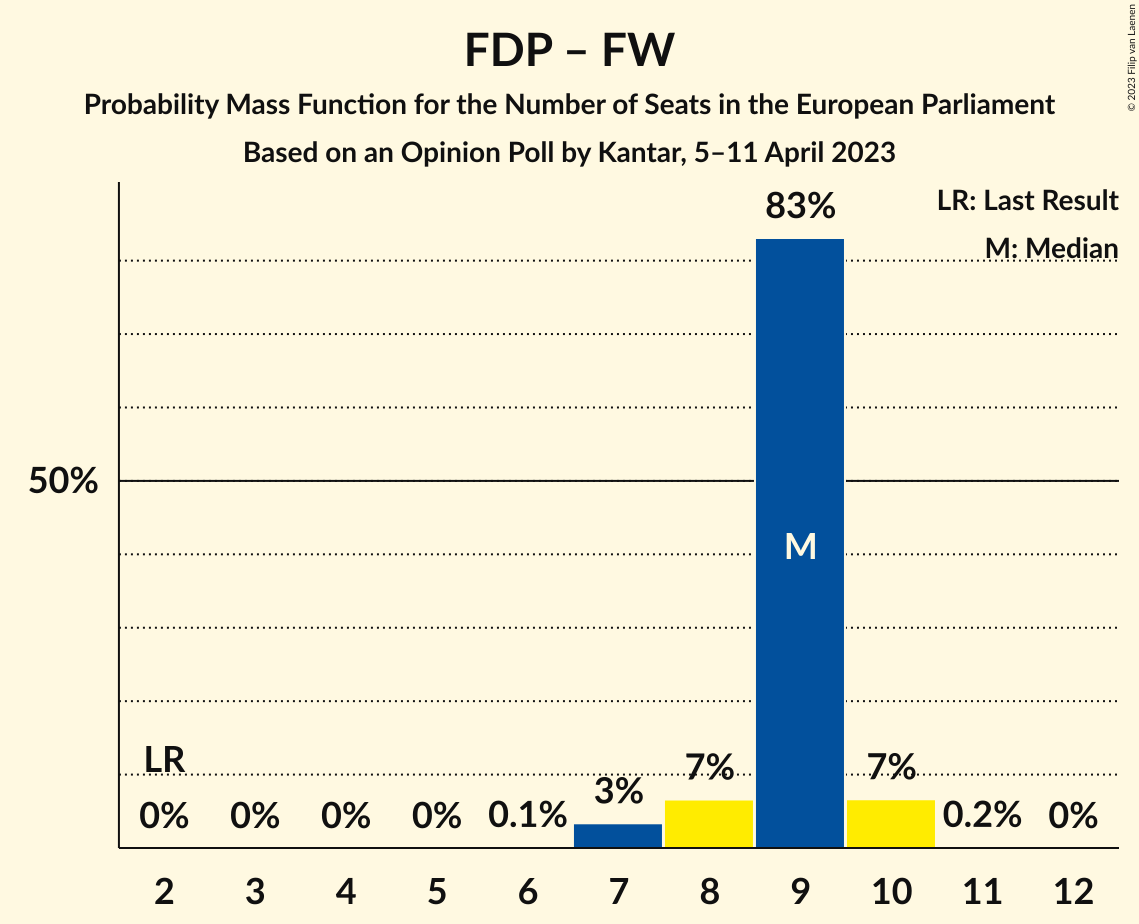 FDP – FW
Probability Mass Function for the Number of Seats in the European Parliament
Based on an Opinion Poll by Kantar, 5–11 April 2023
© 2023 Filip van Laenen
LR: Last Result
M: Median
83%
50%
M
LR
0% 0% 0% 0% 0.1% 3% 7% 7% 0.2% 0%
2 3 4 5 6 7 8 9 10 11 12